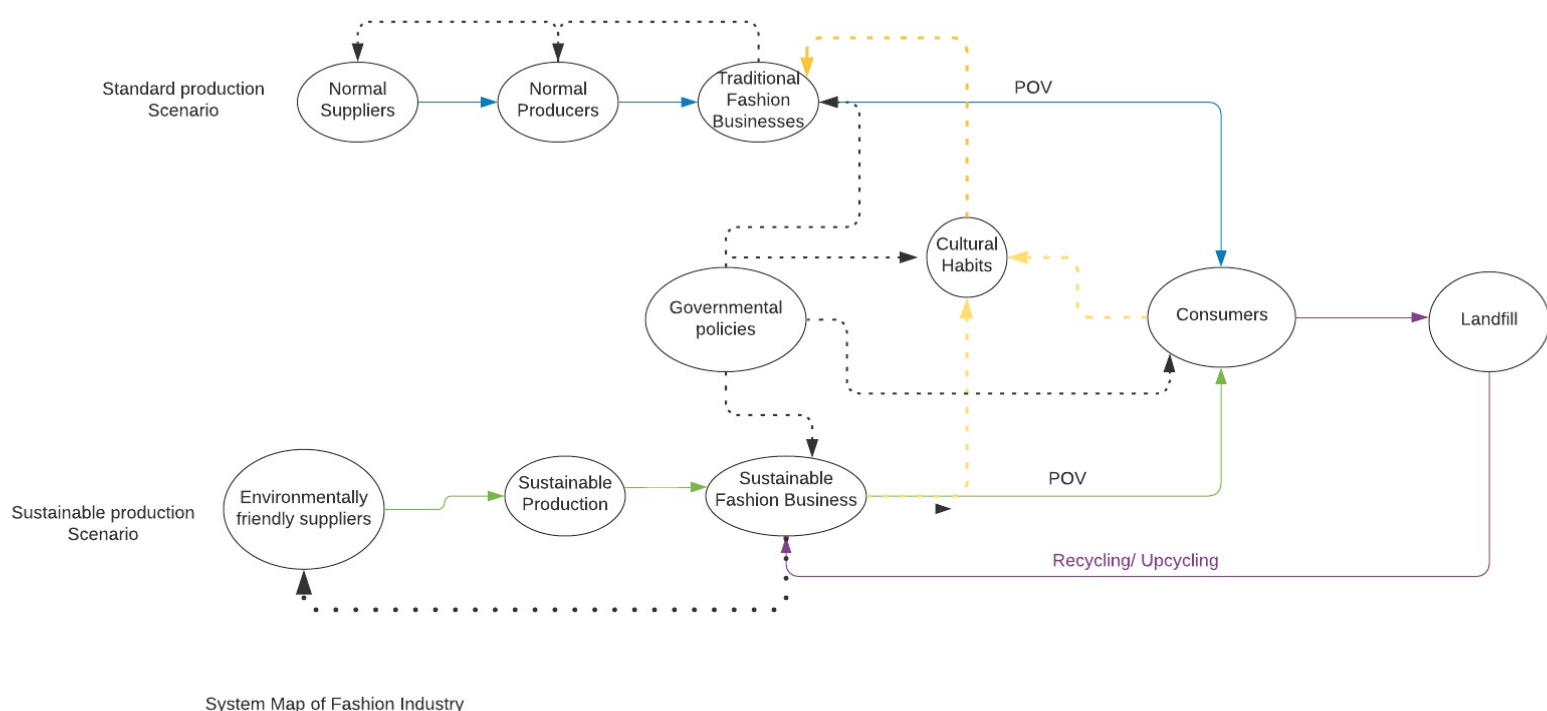 Standard production
Scenario
Normal
Suppliers
Normal
Producers
Traditional
Fashion
Businesses
POV
Cultural
Habits
Governmental
policies
Consumers
Landfill
Sustainable production
Scenario
Environmentally
friendly suppliers
Sustainable
Production
Sustainable
Fashion Business
POV
Recycling/ Upcycling
System Map of Fashion Industry